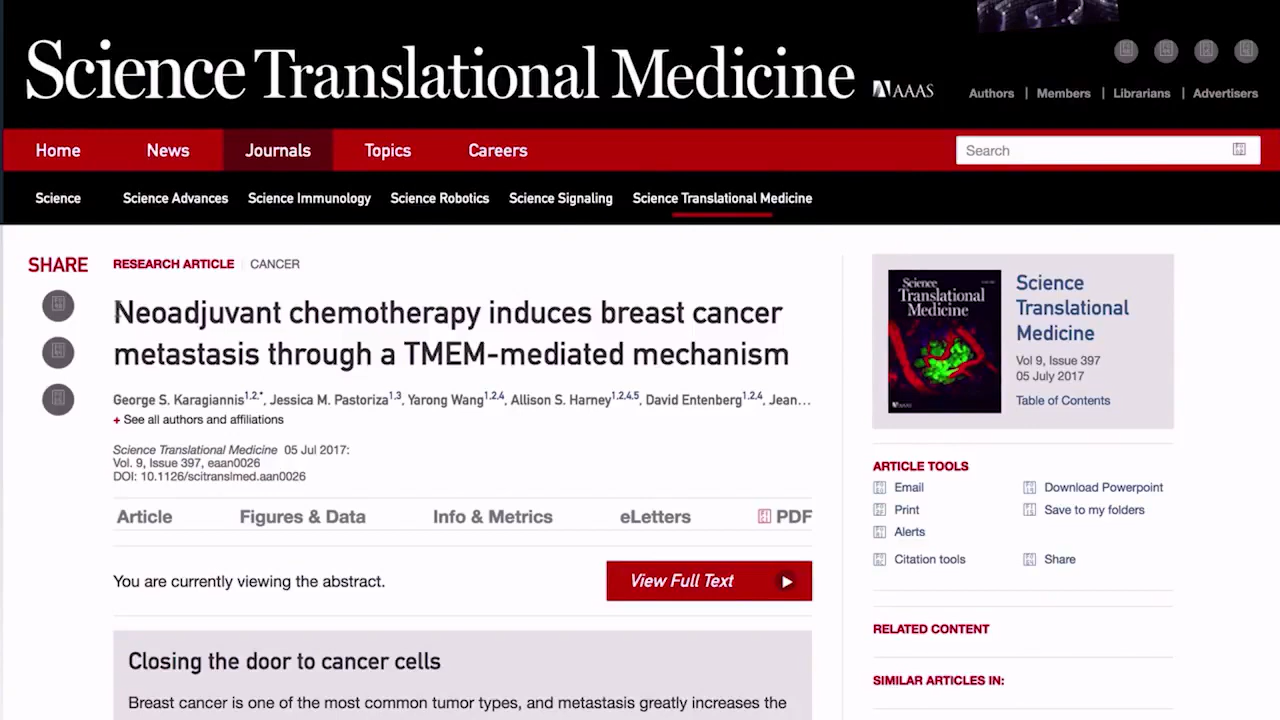 Science Translational Medicine
AAAS
Authors | Members | Librarians | Advertisers
Home News Journals Topics Careers
Search
Science Science Advances Science Immunology Science Robotics Science Signaling Science Translational Medicine
SHARE
RESEARCH ARTICLE CANCER
Neoadjuvant chemotherapy induces breast cancer
metastasis through a TMEM-mediated mechanism
George S. Karagiannis1,2,*, Jessica M. Pastoriza1,3, Yarong Wang1,2,4, Allison S. Harney1,2,4,5, David Entenberg1,2,4, Jean…
+ See all authors and affiliations
Science Translational Medicine 05 Jul 2017:
Vol. 9, Issue 397, eaan0026
DOI: 10.1126/scitranslmed.aan0026
Article Figures & Data Info & Metrics eLetters PDF
You are currently viewing the abstract.
View Full Text
Closing the door to cancer cells
Breast cancer is one of the most common tumor types, and metastasis greatly increases the
Science
Translational
Medicine
AAAS
Science
Translational
Medicine
Vol 9, Issue 397
05 July 2017
Table of Contents
ARTICLE TOOLS
Email Download Powerpoint
Print Save to my folders
Alerts
Citation tools Share
RELATED CONTENT
SIMILAR ARTICLES IN: